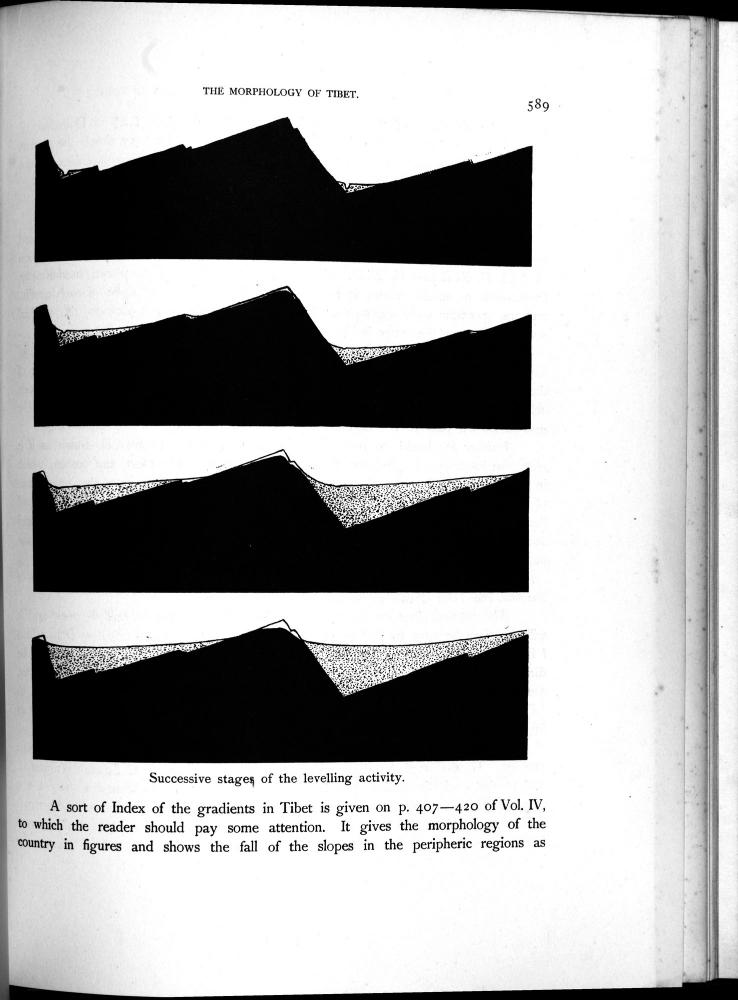 THE MORPHOLOGY OF TIBET.
589
Successive stages of the levelling activity.
A sort of Index of the gradients in Tibet is given on p. 407—420 of Vol. IV,
to which the reader should pay some attention. It gives the morphology of the
country in figures and shows the fall of the slopes in the peripheric regions as